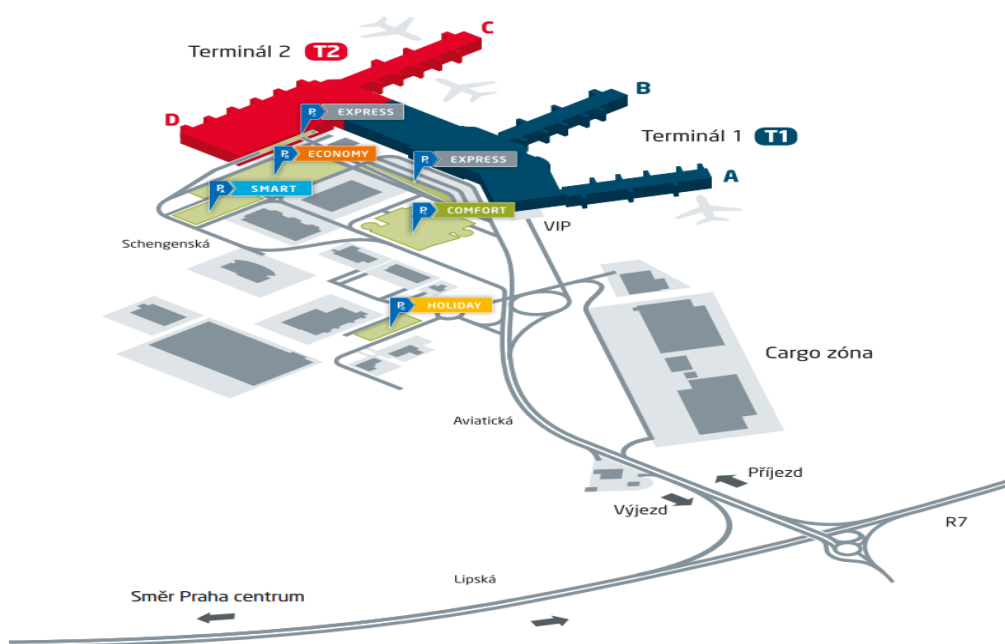 C
Terminál 2 T2
B
EXPRESS
D
Terminál 1 T1
ECONOMY
EXPRESS
A
SMART
COMFORT
VIP
Schengenská
HOLIDAY
Cargo zóna
Aviatická
Příjezd
Výjezd
R7
Lipská
Směr Praha centrum